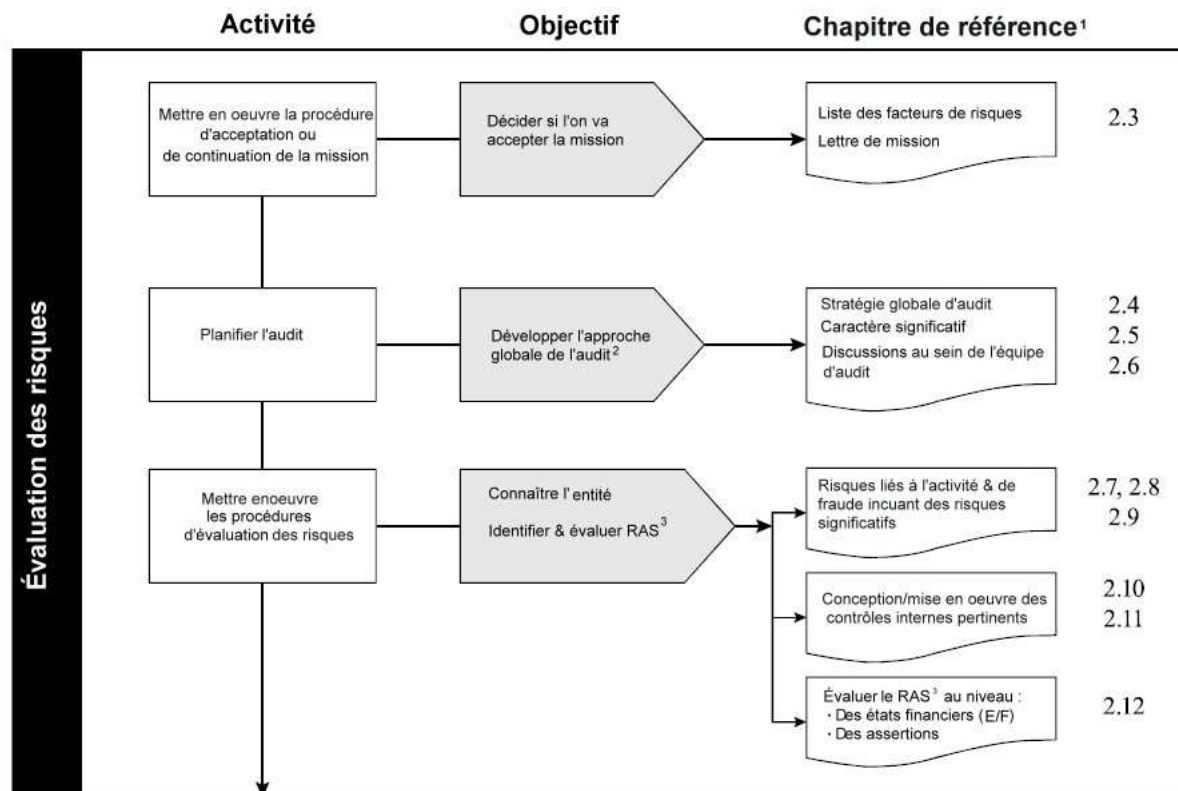 Activité
Objectif
Chapitre de référence¹
Évaluation des risques
Mettre en oeuvre la procédure
d'acceptation ou
de continuation de la mission
Décider si l'on va
accepter la mission
Liste des facteurs de risques
Lettre de mission
2.3
Planifier l'audit
Développer l'approche
globale de l'audit²
Stratégie globale d'audit
Caractère significatif
Discussions au sein de l'équipe
d'audit
2.4
2.5
2.6
Mettre enoeuvre
les procédures
d'évaluation des risques
Connaître l'entité
Identifier & évaluer RAS³
Risques liés à l'activité & de
fraude incuant des risques
significatifs
2.7, 2.8
2.9
Conception/mise en oeuvre des
contrôles internes pertinents
2.10
2.11
Évaluer le RAS³ au niveau :
· Des états financiers (E/F)
· Des assertions
2.12